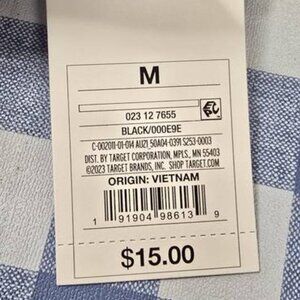 M
023 12 7655
BLACK/000E9E
C-002011-01-014 AU21 50A04-0391 S253-0003
DIST. BY TARGET CORPORATION, MPLS., MN 55403
©2023 TARGET BRANDS, INC. SHOP TARGET.COM
ORIGIN: VIETNAM
1 91904 98613 9
$15.00